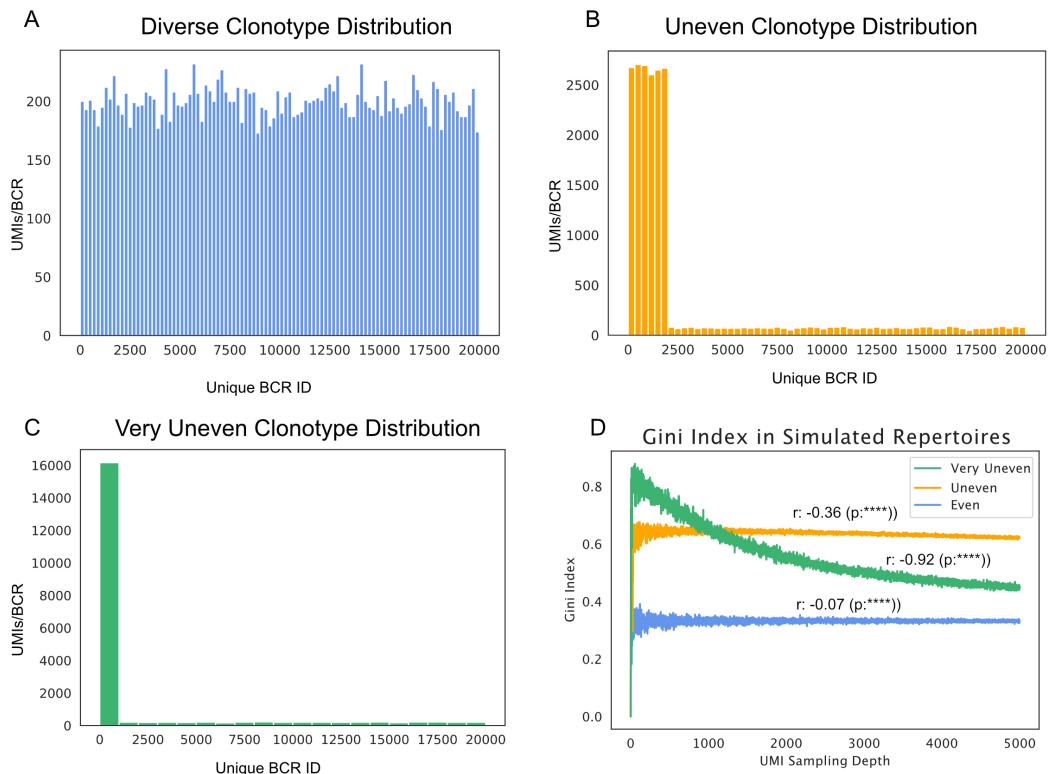 A
Diverse Clonotype Distribution
UMIs/BCR
200
150
100
50
0
0 2500 5000 7500 10000 12500 15000 17500 20000
Unique BCR ID
B
Uneven Clonotype Distribution
UMIs/BCR
2500
2000
1500
1000
500
0
0 2500 5000 7500 10000 12500 15000 17500 20000
Unique BCR ID
C
Very Uneven Clonotype Distribution
UMIs/BCR
16000
14000
12000
10000
8000
6000
4000
2000
0
0 2500 5000 7500 10000 12500 15000 17500 20000
Unique BCR ID
D
Gini Index in Simulated Repertoires
Gini Index
0.8
0.6
0.4
0.2
0.0
Very Uneven
Uneven
Even
r: -0.36 (p:****))
r: -0.92 (p:****))
r: -0.07 (p:****))
0 1000 2000 3000 4000 5000
UMI Sampling Depth